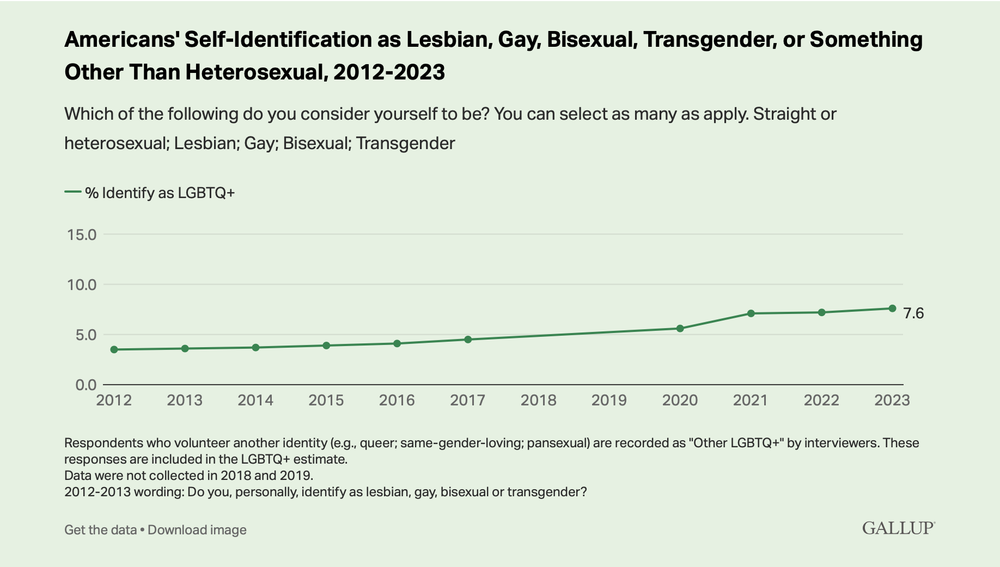 Americans' Self-Identification as Lesbian, Gay, Bisexual, Transgender, or Something
Other Than Heterosexual, 2012-2023
Which of the following do you consider yourself to be? You can select as many as apply. Straight or
heterosexual; Lesbian; Gay; Bisexual; Transgender
% Identify as LGBTQ+
15.0
10.0
7.6
5.0
0.0
2012 2013 2014 2015 2016 2017 2018 2019 2020 2021 2022 2023
Respondents who volunteer another identity (e.g., queer; same-gender-loving; pansexual) are recorded as "Other LGBTQ+" by interviewers. These
responses are included in the LGBTQ+ estimate.
Data were not collected in 2018 and 2019.
2012-2013 wording: Do you, personally, identify as lesbian, gay, bisexual or transgender?
Get the data • Download image
GALLUP®